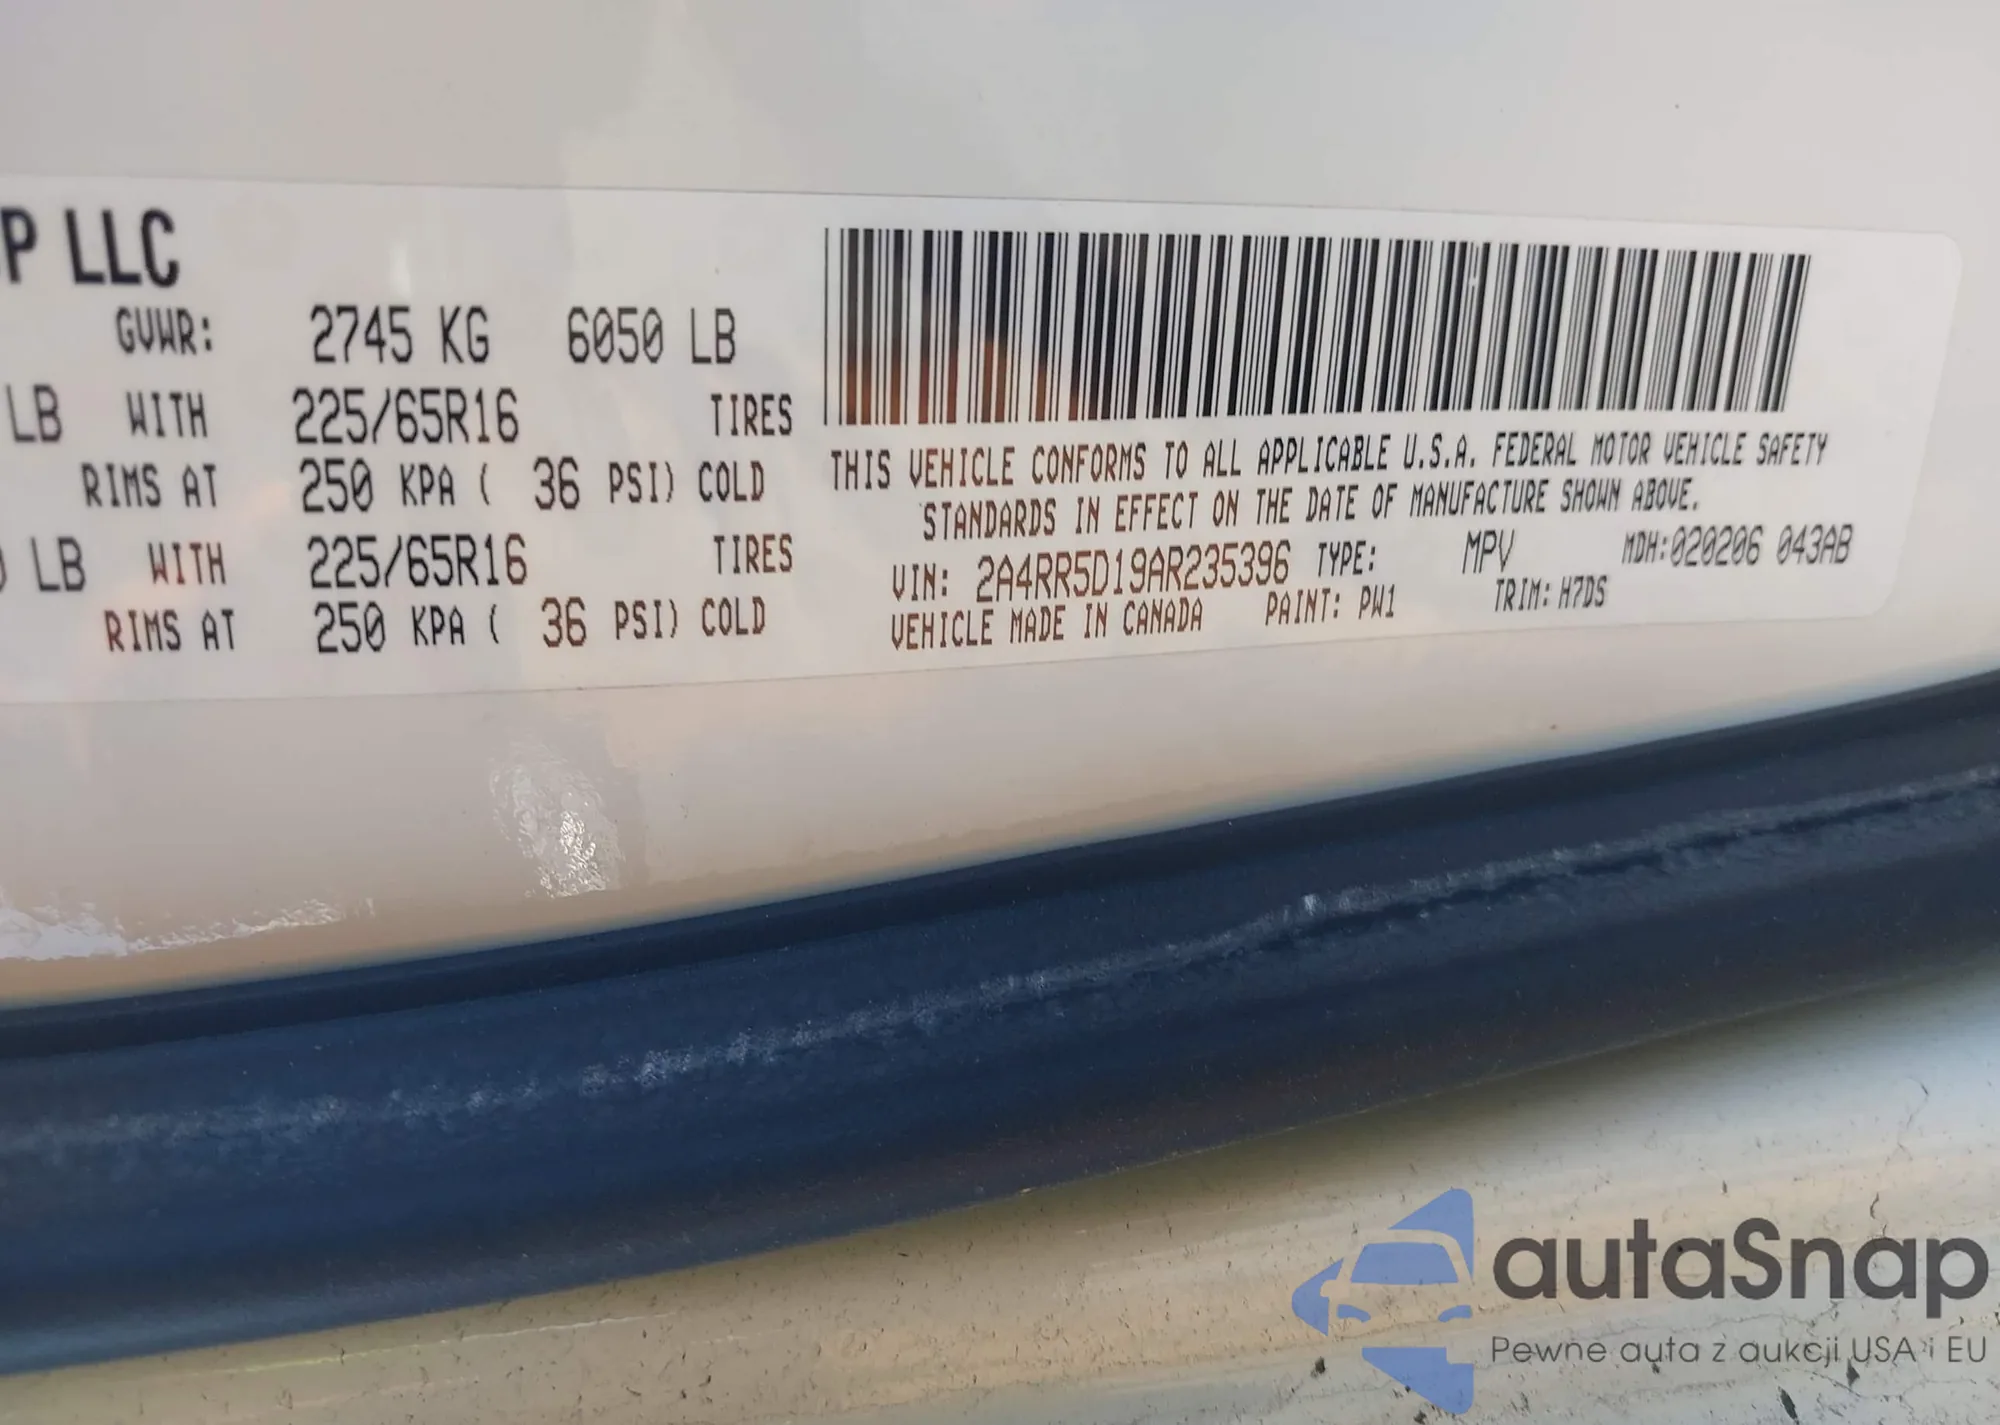 P LLC
GVWR: 2745 KG 6050 LB
LB WITH 225/65R16 TIRES
RIMS AT 250 KPA ( 36 PSI) COLD
LB WITH 225/65R16 TIRES
RIMS AT 250 KPA ( 36 PSI) COLD
THIS VEHICLE CONFORMS TO ALL APPLICABLE U.S.A. FEDERAL MOTOR VEHICLE SAFETY
STANDARDS IN EFFECT ON THE DATE OF MANUFACTURE SHOWN ABOVE.
VIN: 2A4RR5D19AR235396 TYPE: MPV MDH:020206 043AB
VEHICLE MADE IN CANADA PAINT: PW1 TRIM: H7DS
autaSnap
Pewne auta z aukcji USA i EU